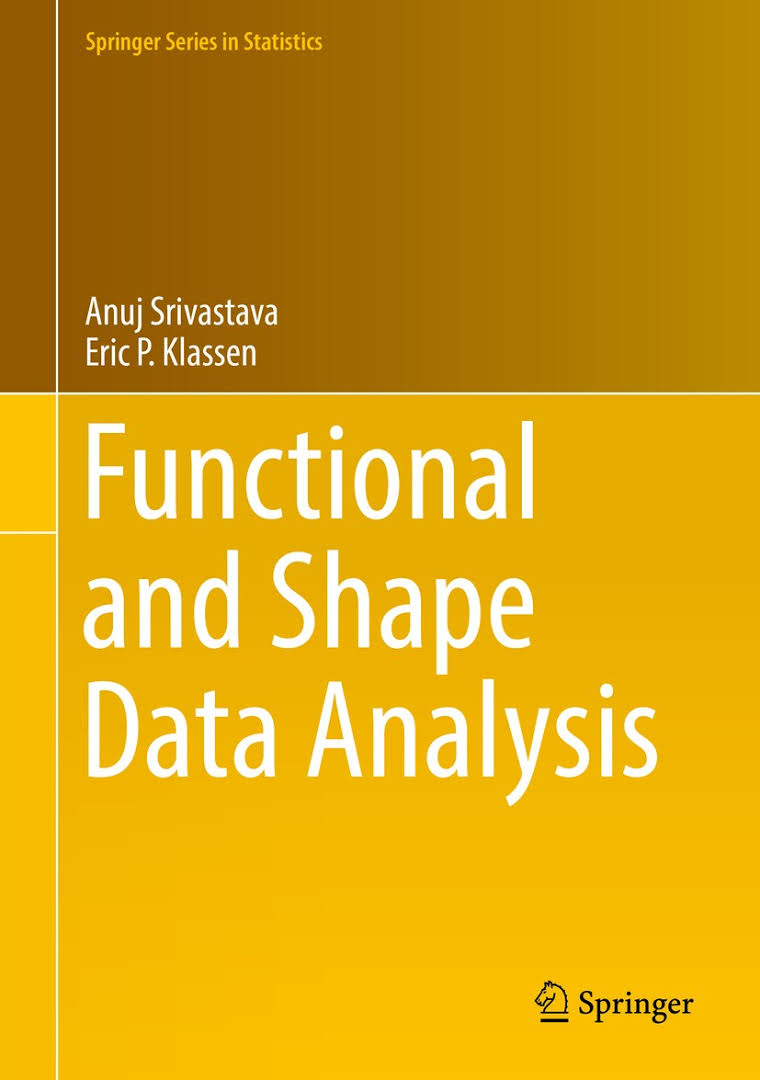 Springer Series in Statistics
Anuj Srivastava
Eric P. Klassen
Functional
and Shape
Data Analysis
Springer